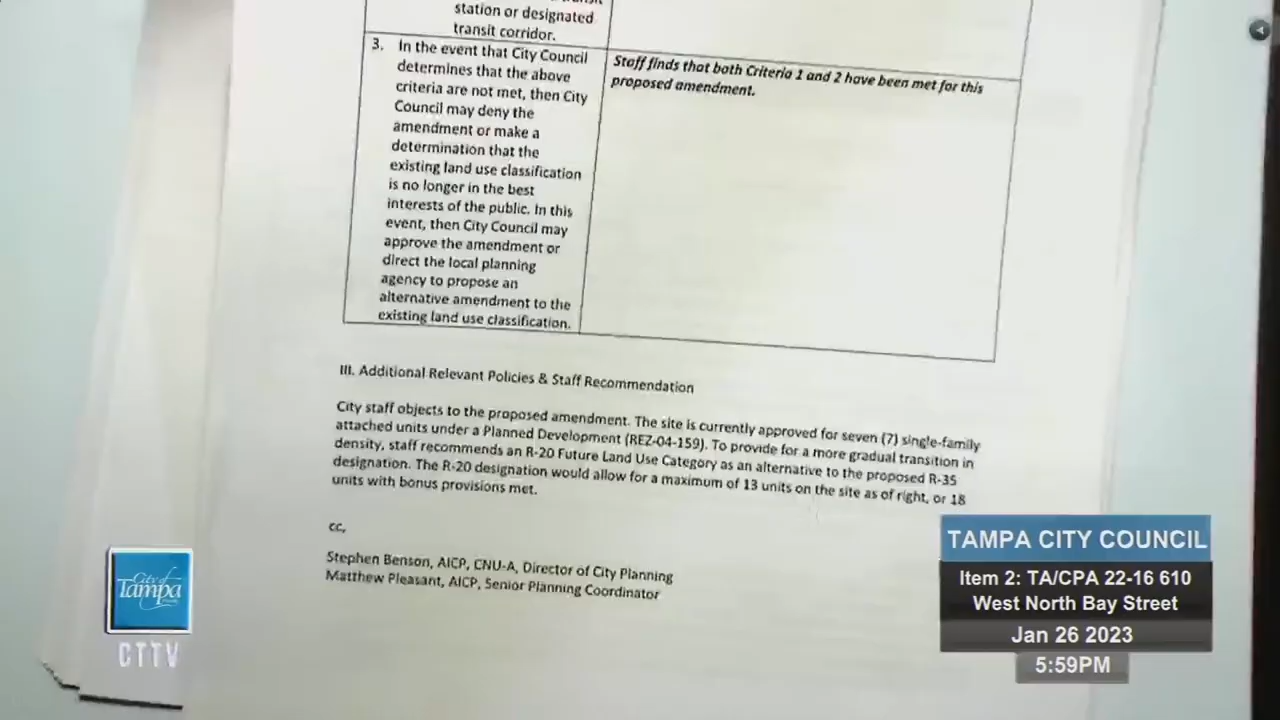 station or designated
transit corridor.
3. In the event that City Council
determines that the above
criteria are not met, then City
Council may deny the
amendment or make a
determination that the
existing land use classification
is no longer in the best
interests of the public. In this
event, then City Council may
approve the amendment or
direct the local planning
agency to propose an
alternative amendment to the
existing land use classification.
Staff finds that both Criteria 1 and 2 have been met for this
proposed amendment.
III. Additional Relevant Policies & Staff Recommendation
City staff objects to the proposed amendment. The site is currently approved for seven (7) single-family
attached units under a Planned Development (REZ-04-159). To provide for a more gradual transition in
density, staff recommends an R-20 Future Land Use Category as an alternative to the proposed R-35
designation. The R-20 designation would allow for a maximum of 13 units on the site as of right, or 18
units with bonus provisions met.
cc,
Stephen Benson, AICP, CNU-A, Director of City Planning
Matthew Pleasant, AICP, Senior Planning Coordinator
City of
Tampa
CTTV
TAMPA CITY COUNCIL
Item 2: TA/CPA 22-16 610
West North Bay Street
Jan 26 2023
5:59PM